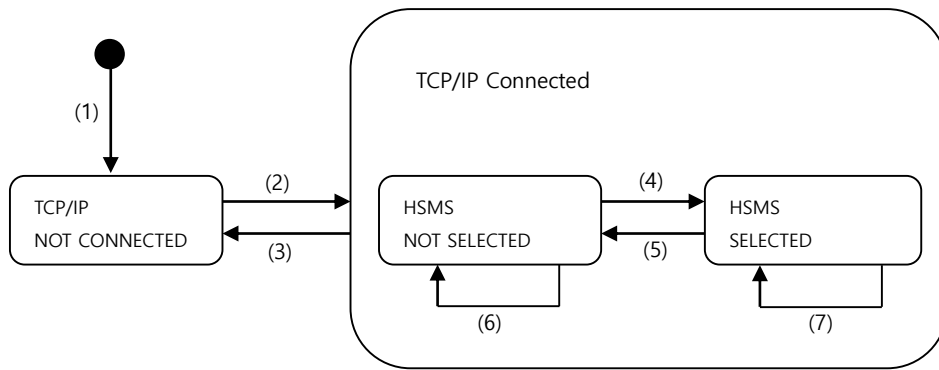 TCP/IP Connected
(1)
TCP/IP
NOT CONNECTED
(2)
(3)
HSMS
NOT SELECTED
(4)
(5)
HSMS
SELECTED
(6)
(7)